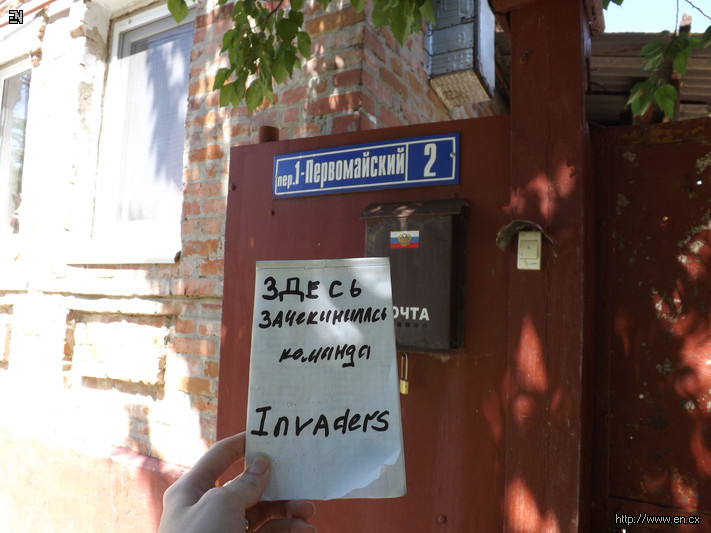 EN
пер.1-Первомайский 2
ОЧТА
ЗДЕСЬ
ЗАЧЕКИНИЛАСЬ
команда
Invaders
http://www.en.cx